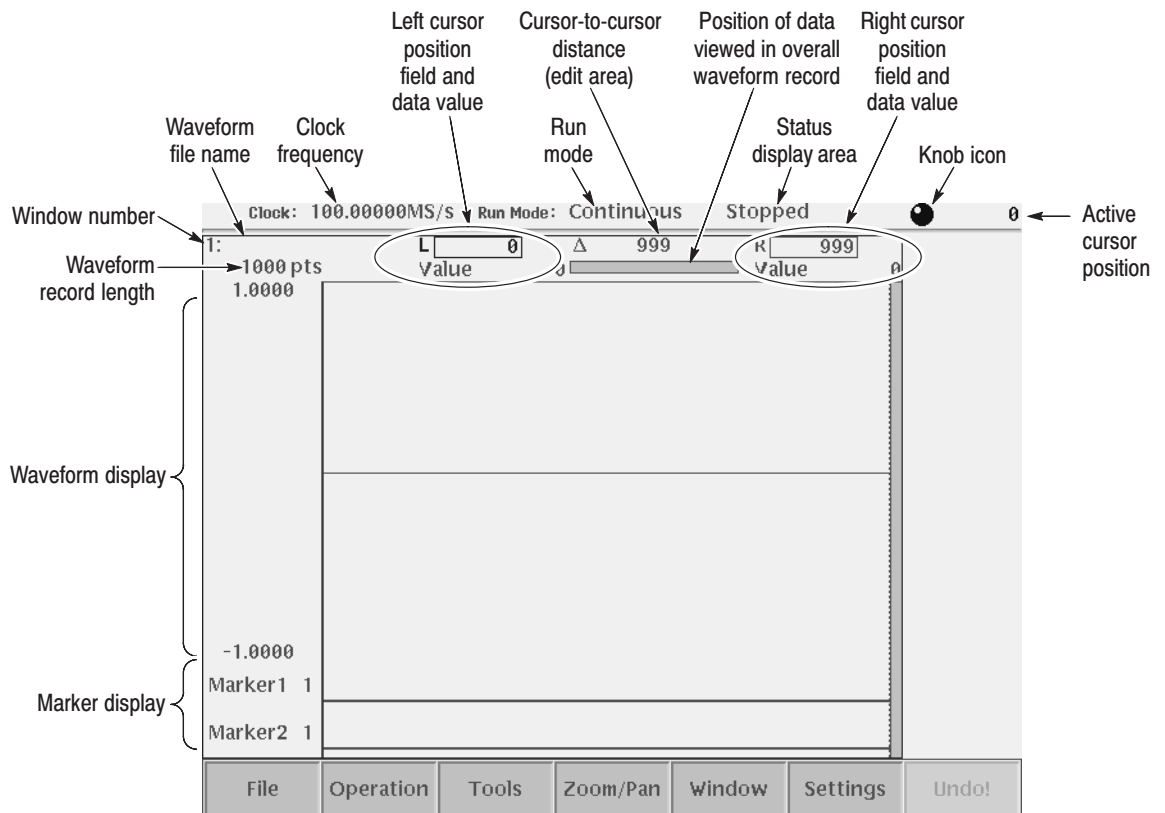 Left cursor
position
field and
data value
Cursor-to-cursor
distance
(edit area)
Position of data
viewed in overall
waveform record
Right cursor
position
field and
data value
Waveform
file name
Clock
frequency
Run
mode
Status
display area
Knob icon
Window number
Clock: 100.00000MS/s Run Mode: Continuous Stopped 0
Active
cursor
position
1: L 0 Δ 999 R 999
Waveform
record length
1000 pts Value 0 Value 0
1.0000
Waveform display
-1.0000
Marker display
Marker1 1
Marker2 1
File Operation Tools Zoom/Pan Window Settings Undo!